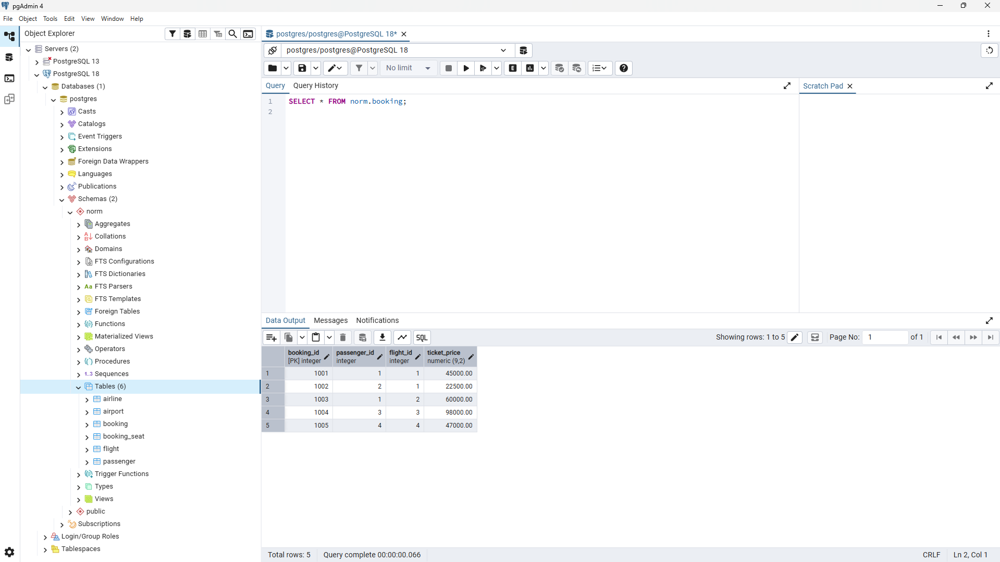 pgAdmin 4
File Object Tools Edit View Window Help
Object Explorer
Servers (2)
PostgreSQL 13
PostgreSQL 18
Databases (1)
postgres
Casts
Catalogs
Event Triggers
Extensions
Foreign Data Wrappers
Languages
Publications
Schemas (2)
norm
Aggregates
Collations
Domains
FTS Configurations
FTS Dictionaries
Aa FTS Parsers
FTS Templates
Foreign Tables
Functions
Materialized Views
Operators
Procedures
1..3 Sequences
Tables (6)
airline
airport
booking
booking_seat
flight
passenger
Trigger Functions
Types
Views
public
Subscriptions
Login/Group Roles
Tablespaces
postgres/postgres@PostgreSQL 18*
postgres/postgres@PostgreSQL 18
No limit
E
Query Query History
Scratch Pad
1 SELECT * FROM norm.booking;
2
Data Output Messages Notifications
SQL
Showing rows: 1 to 5
Page No: 1 of 1
booking_id [PK] integer
passenger_id integer
flight_id integer
ticket_price numeric (9,2)
1 1001 1 1 45000.00
2 1002 2 1 22500.00
3 1003 1 2 60000.00
4 1004 3 3 98000.00
5 1005 4 4 47000.00
Total rows: 5 Query complete 00:00:00.066 CRLF Ln 2, Col 1